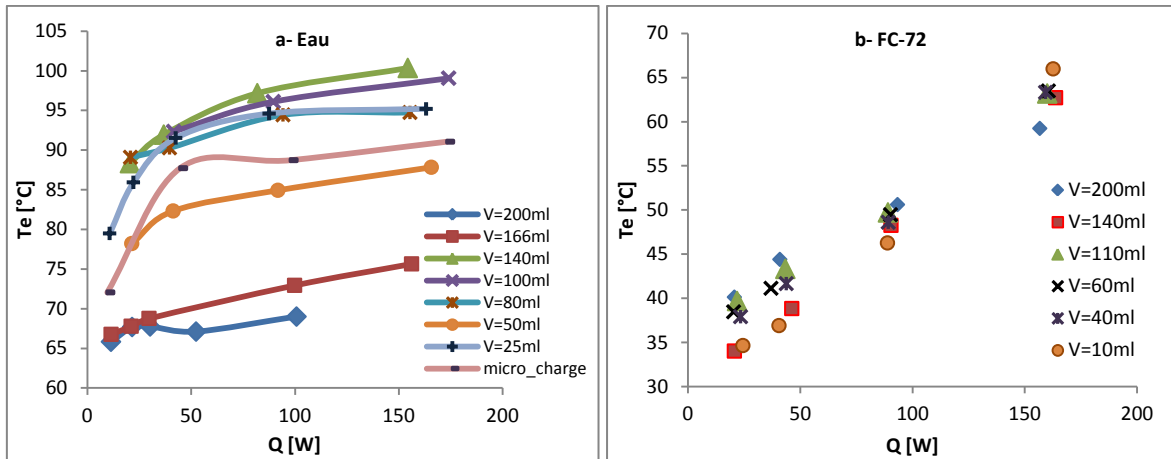 a- Eau
105
100
95
90
85
80
75
70
65
60
Te [°C]
0
50
100
150
200
Q [W]
V=200ml
V=166ml
V=140ml
V=100ml
V=80ml
V=50ml
V=25ml
micro_charge
b- FC-72
70
65
60
55
50
45
40
35
30
Te [°C]
0
50
100
150
200
Q [W]
V=200ml
V=140ml
V=110ml
V=60ml
V=40ml
V=10ml